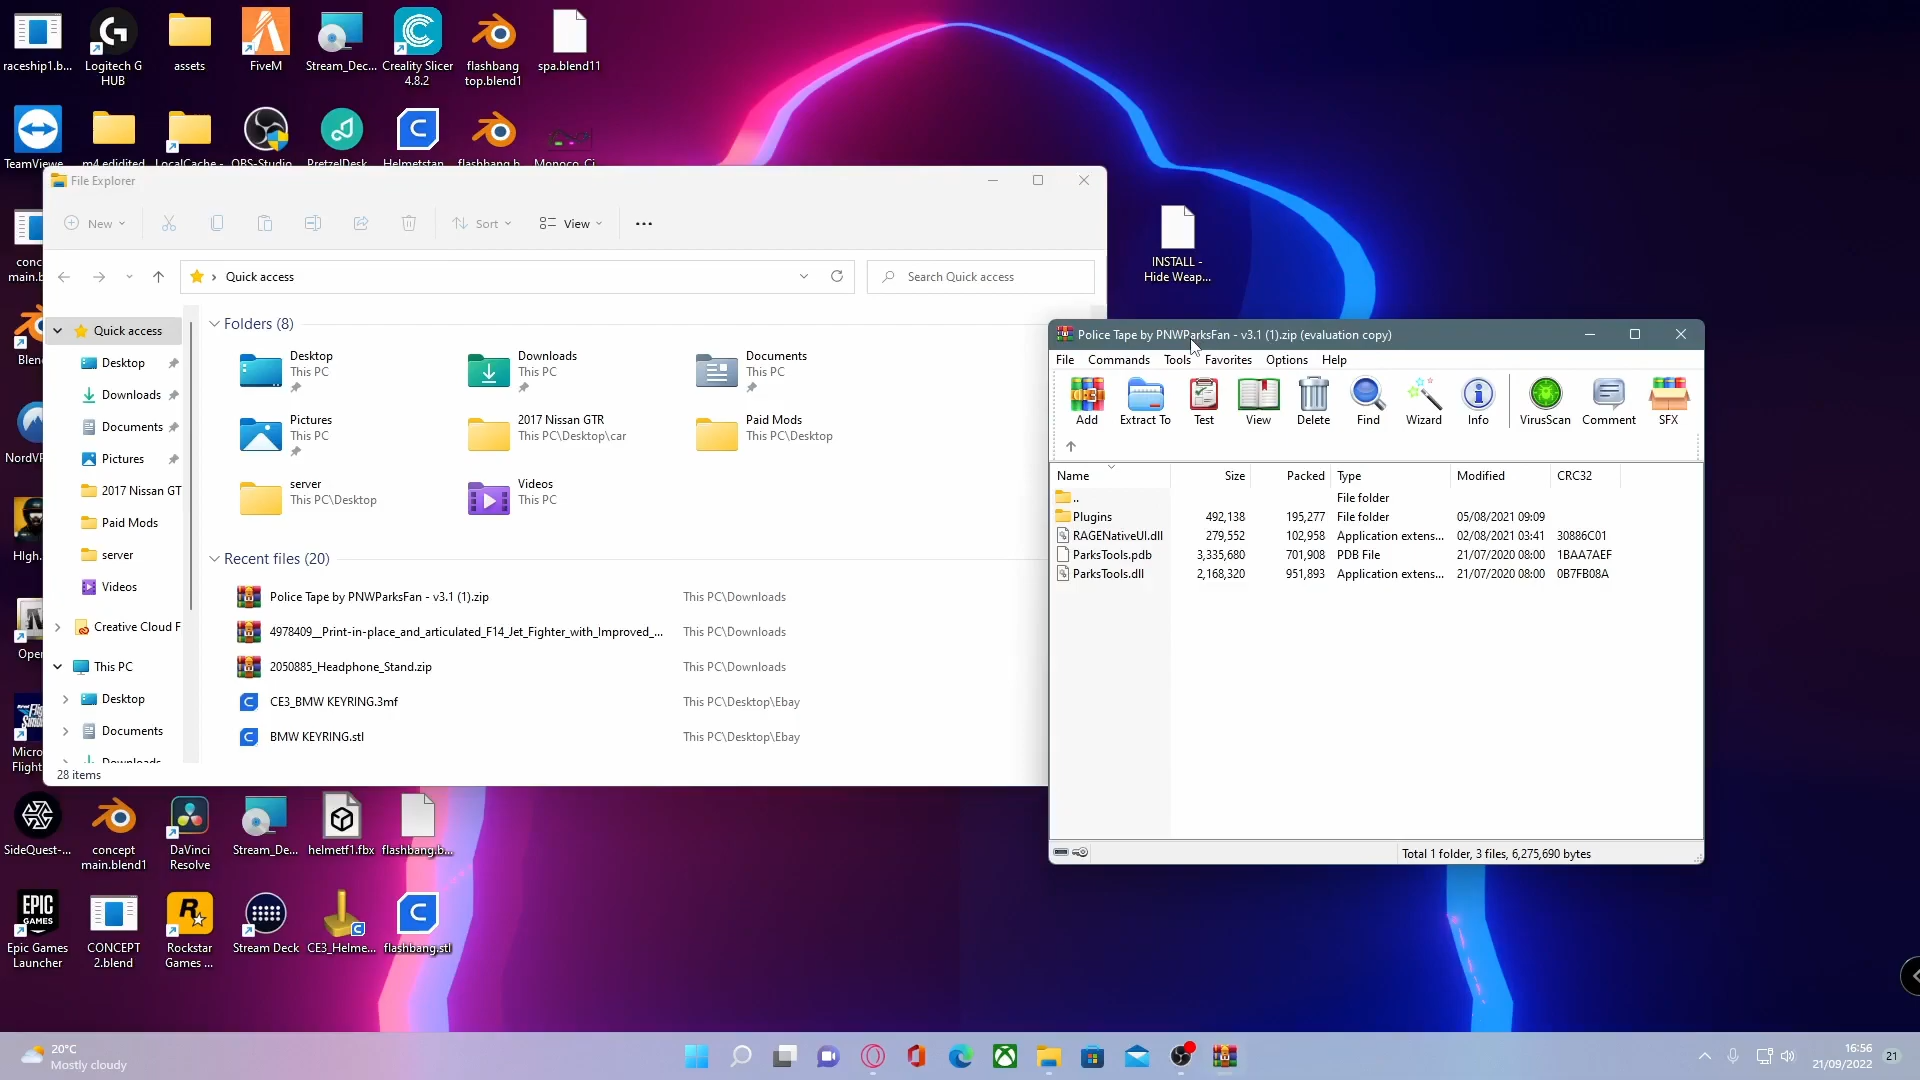 raceship1.b...
Logitech G
HUB
assets
FiveM
Stream_Dec...
Creality Slicer
4.8.2
flashbang
top.blend1
spa.blend11
TeamViewe
m4 edidited
LocalCache -
OBS-Studio
PretzelDesk
Helmetstan
flashbang b
Monoco_Ci
conc
main.b
Blen
NordVP
HIgh
Oper
Micro
Flight
INSTALL -
Hide Weap...
File Explorer
New
Sort
View
Quick access
Search Quick access
Quick access
Desktop
Downloads
Documents
Pictures
2017 Nissan GT
Paid Mods
server
Videos
Creative Cloud F
This PC
Desktop
Documents
Downloads
Folders (8)
Desktop
This PC
Downloads
This PC
Documents
This PC
Pictures
This PC
2017 Nissan GTR
This PC\Desktop\car
Paid Mods
This PC\Desktop
server
This PC\Desktop
Videos
This PC
Recent files (20)
Police Tape by PNWParksFan - v3.1 (1).zip
This PC\Downloads
4978409__Print-in-place_and_articulated_F14_Jet_Fighter_with_Improved_...
This PC\Downloads
2050885_Headphone_Stand.zip
This PC\Downloads
CE3_BMW KEYRING.3mf
This PC\Desktop\Ebay
BMW KEYRING.stl
This PC\Desktop\Ebay
28 items
Police Tape by PNWParksFan - v3.1 (1).zip (evaluation copy)
File Commands Tools Favorites Options Help
Add Extract To Test View Delete Find Wizard Info VirusScan Comment SFX
Name Size Packed Type Modified CRC32
.. File folder
Plugins 492,138 195,277 File folder 05/08/2021 09:09
RAGENativeUI.dll 279,552 102,958 Application extens... 02/08/2021 03:41 30886C01
ParksTools.pdb 3,335,680 701,908 PDB File 21/07/2020 08:00 1BAA7AEF
ParksTools.dll 2,168,320 951,893 Application extens... 21/07/2020 08:00 0B7FB08A
Total 1 folder, 3 files, 6,275,690 bytes
SideQuest-...
concept
main.blend1
DaVinci
Resolve
Stream_De...
helmetf1.fbx
flashbang.b...
EPIC
GAMES
Epic Games
Launcher
CONCEPT
2.blend
Rockstar
Games ...
Stream Deck
CE3_Helme...
flashbang.stl
20°C
Mostly cloudy
16:56
21/09/2022
21